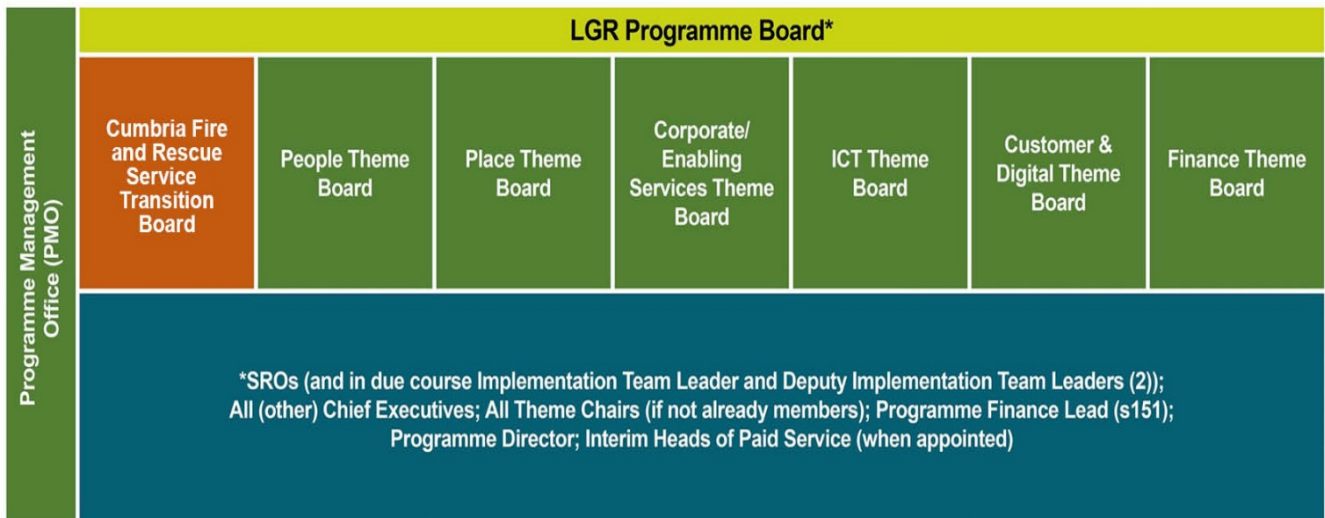 LGR Programme Board*
Programme Management
Office (PMO)
Cumbria Fire
and Rescue
Service
Transition
Board
People Theme
Board
Place Theme
Board
Corporate/
Enabling
Services Theme
Board
ICT Theme
Board
Customer &
Digital Theme
Board
Finance Theme
Board
*SROs (and in due course Implementation Team Leader and Deputy Implementation Team Leaders (2));
All (other) Chief Executives; All Theme Chairs (if not already members); Programme Finance Lead (s151);
Programme Director; Interim Heads of Paid Service (when appointed)